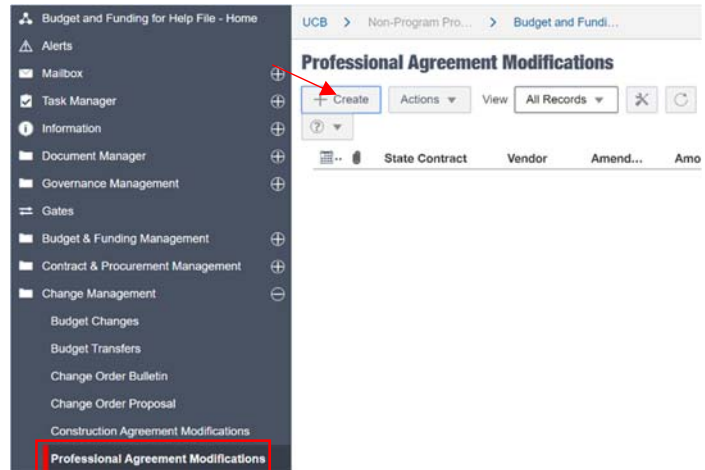 Budget and Funding for Help File - Home
Alerts
Mailbox
Task Manager
Information
Document Manager
Governance Management
Gates
Budget & Funding Management
Contract & Procurement Management
Change Management
Budget Changes
Budget Transfers
Change Order Bulletin
Change Order Proposal
Construction Agreement Modifications
Professional Agreement Modifications
UCB > Non-Program Pro... > Budget and Fundi...
Professional Agreement Modifications
+ Create Actions View All Records
?
State Contract Vendor Amend... Amo